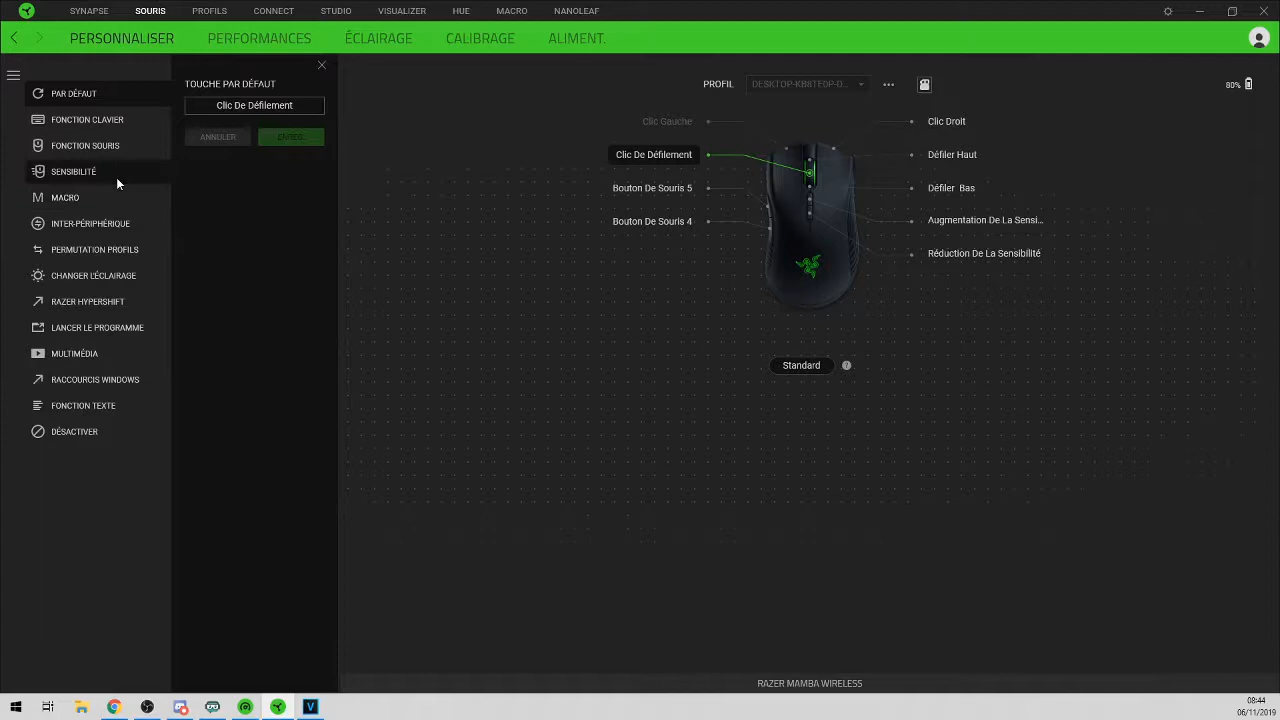 SYNAPSE SOURIS PROFILS CONNECT STUDIO VISUALIZER HUE MACRO NANOLEAF
PERSONNALISER PERFORMANCES ÉCLAIRAGE CALIBRAGE ALIMENT.
PAR DÉFAUT
FONCTION CLAVIER
FONCTION SOURIS
SENSIBILITÉ
MACRO
INTER-PÉRIPHÉRIQUE
PERMUTATION PROFILS
CHANGER L'ÉCLAIRAGE
RAZER HYPERSHIFT
LANCER LE PROGRAMME
MULTIMÉDIA
RACCOURCIS WINDOWS
FONCTION TEXTE
DÉSACTIVER
TOUCHE PAR DÉFAUT
Clic De Défilement
ANNULER
PROFIL DESKTOP-KB8TEDP-D...
80%
Clic Gauche
Clic De Défilement
Bouton De Souris 5
Bouton De Souris 4
Clic Droit
Défiler Haut
Défiler Bas
Augmentation De La Sensi...
Réduction De La Sensibilité
Standard ?
RAZER MAMBA WIRELESS
08:44
06/11/2019